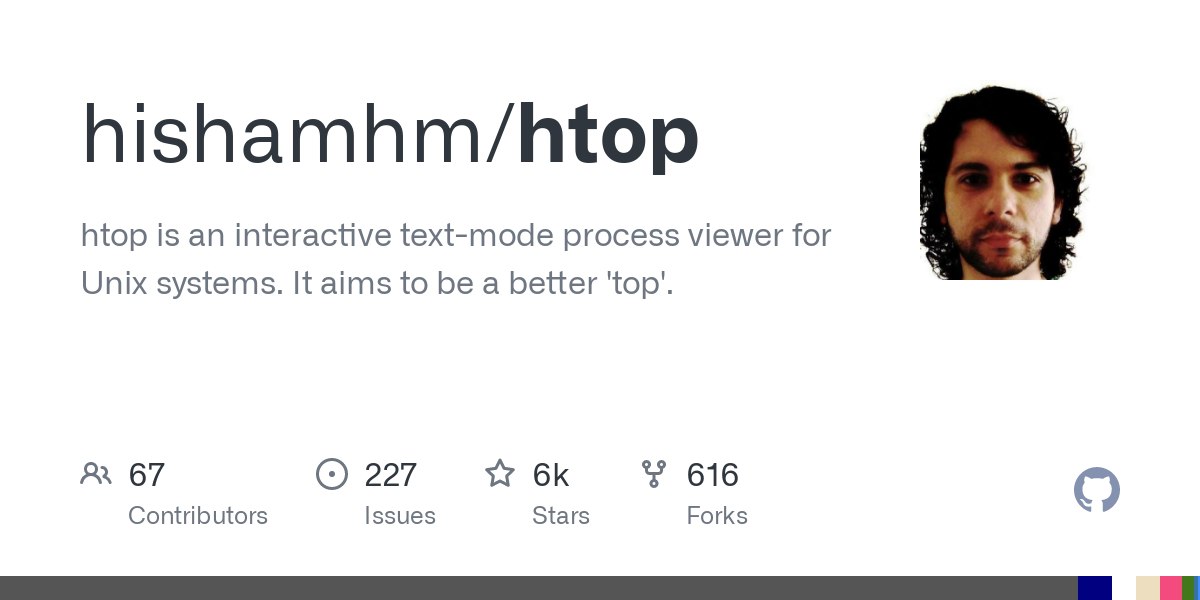 hishamhm/htop
htop is an interactive text-mode process viewer for
Unix systems. It aims to be a better 'top'.
67 227 6k 616
Contributors Issues Stars Forks